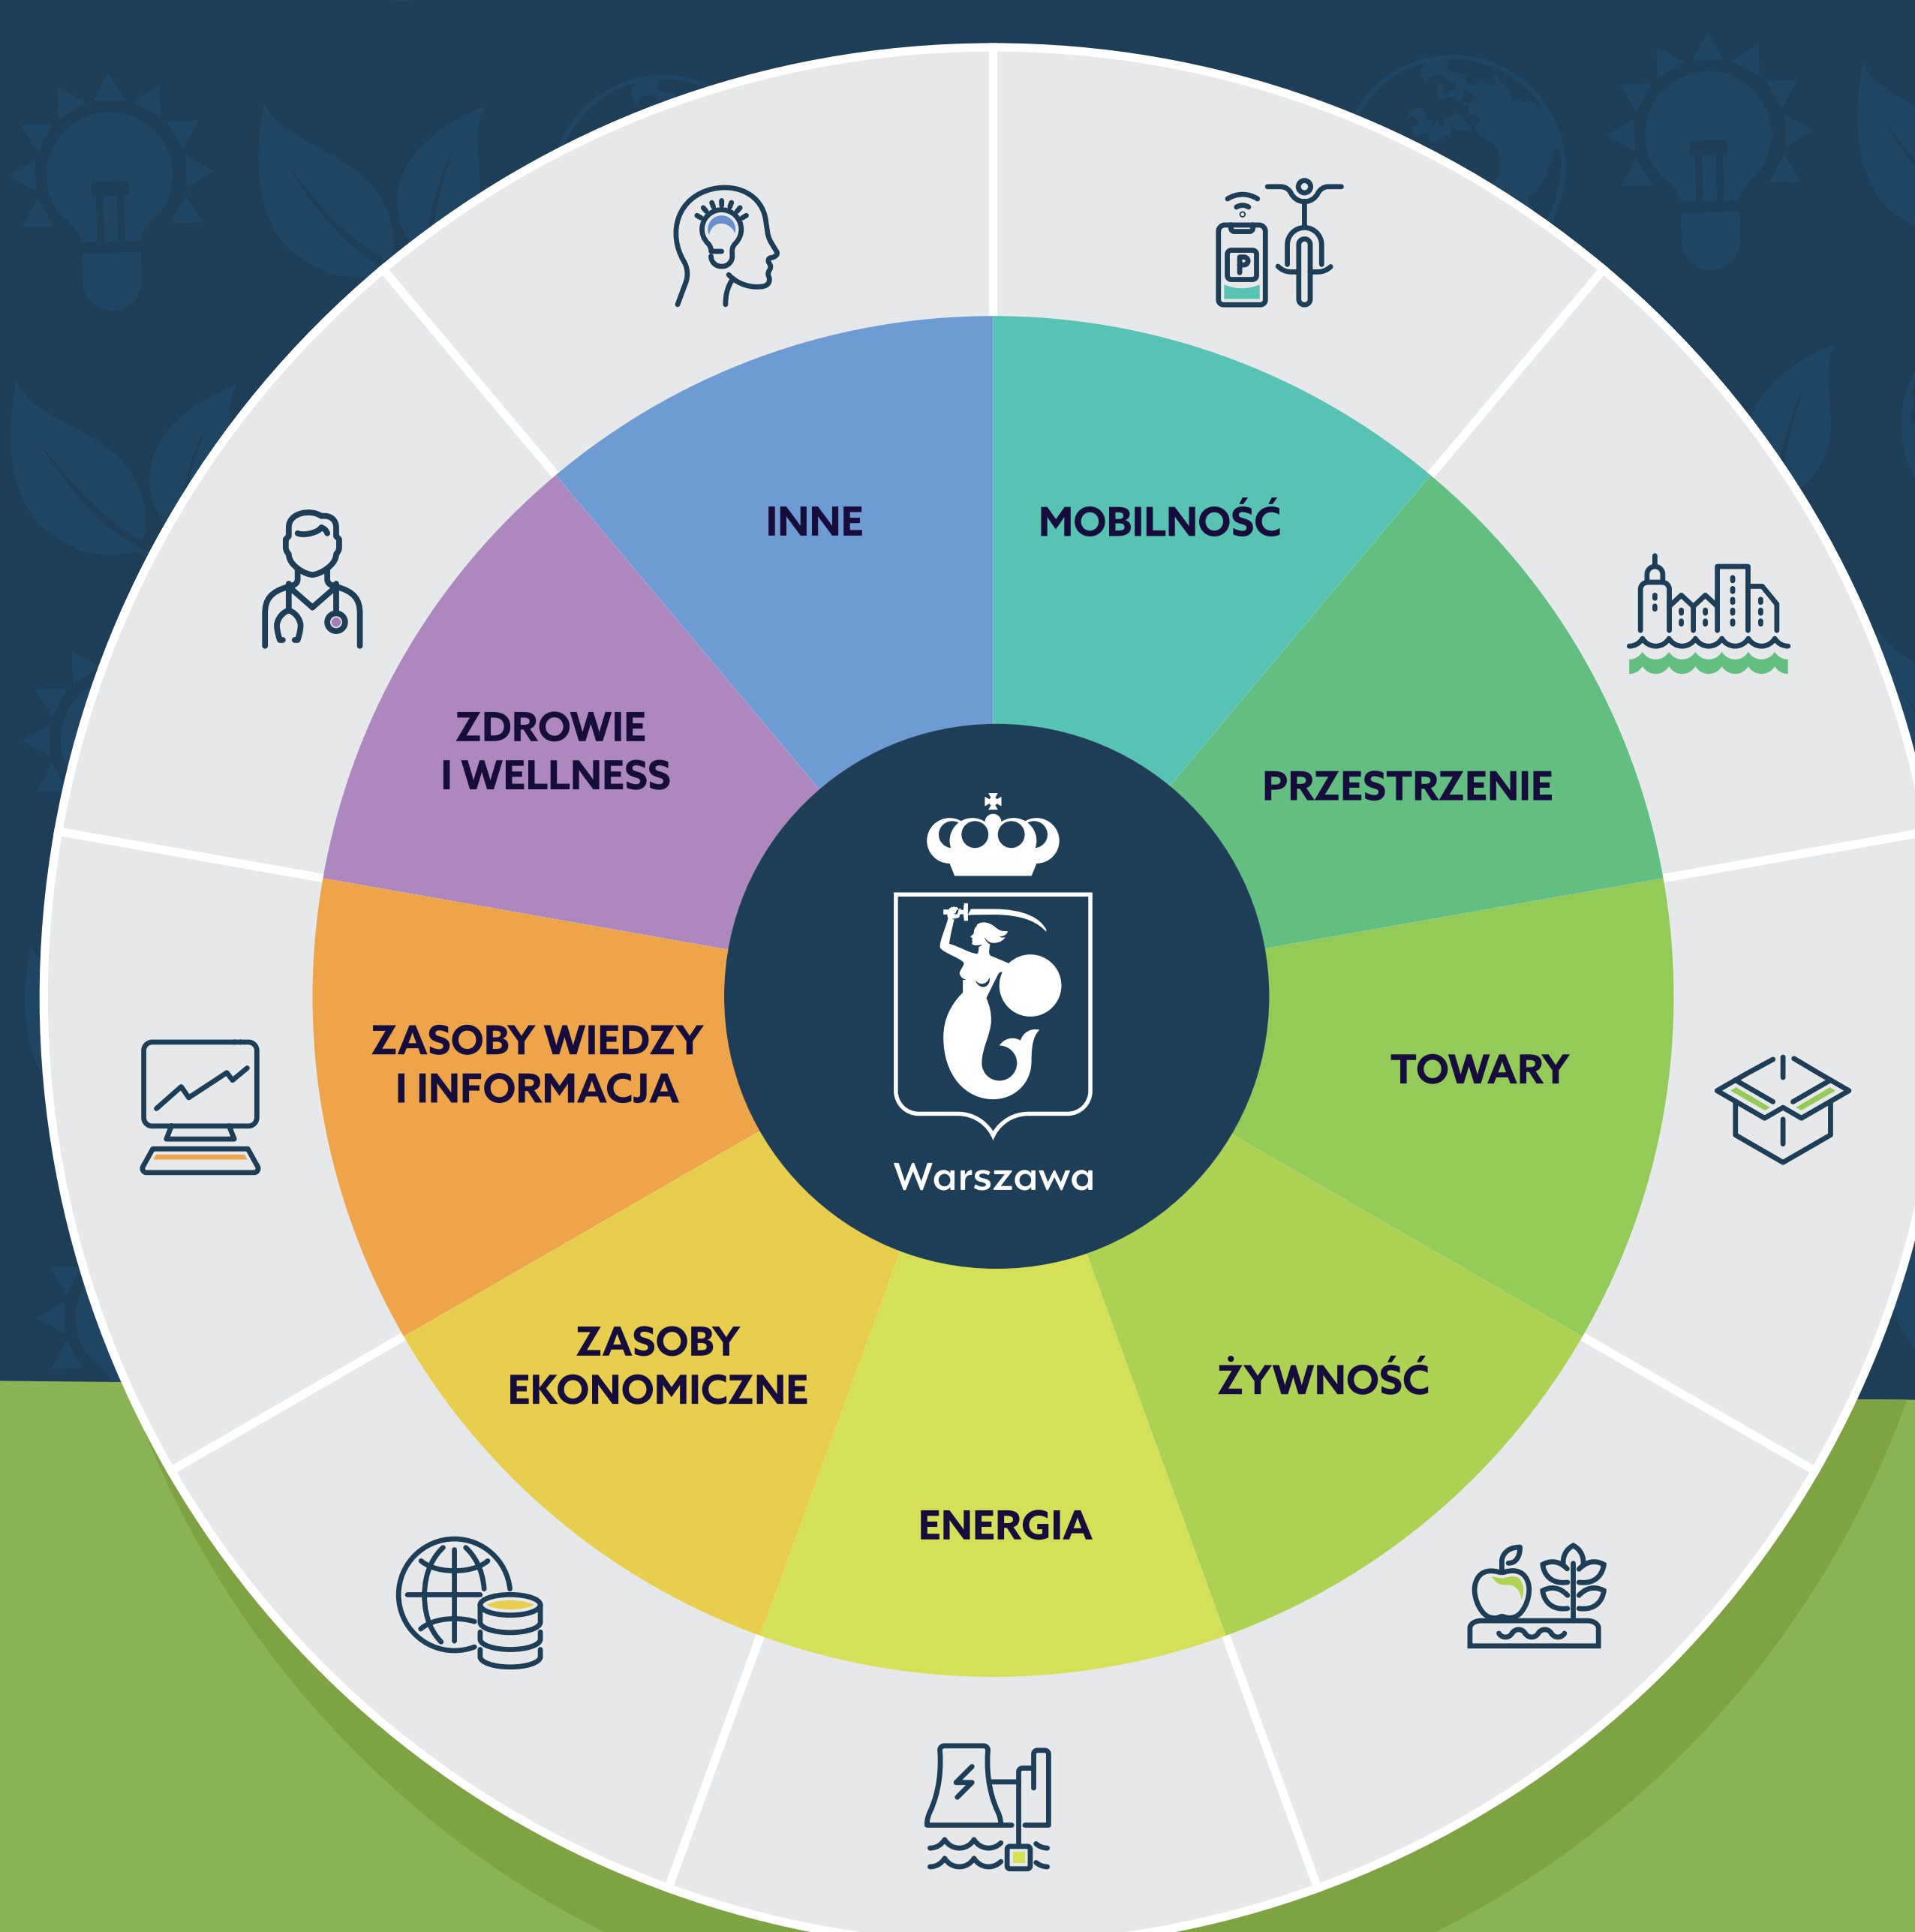 INNE
MOBILNOŚĆ
ZDROWIE
I WELLNESS
PRZESTRZENIE
ZASOBY WIEDZY
I INFORMACJA
TOWARY
Warszawa
ZASOBY
EKONOMICZNE
ŻYWNOŚĆ
ENERGIA
P